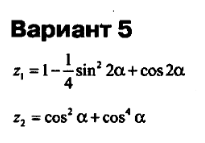 Вариант 5
z₁ = 1 − 1/4 sin² 2α + cos 2α
z₂ = cos² α + cos⁴ α